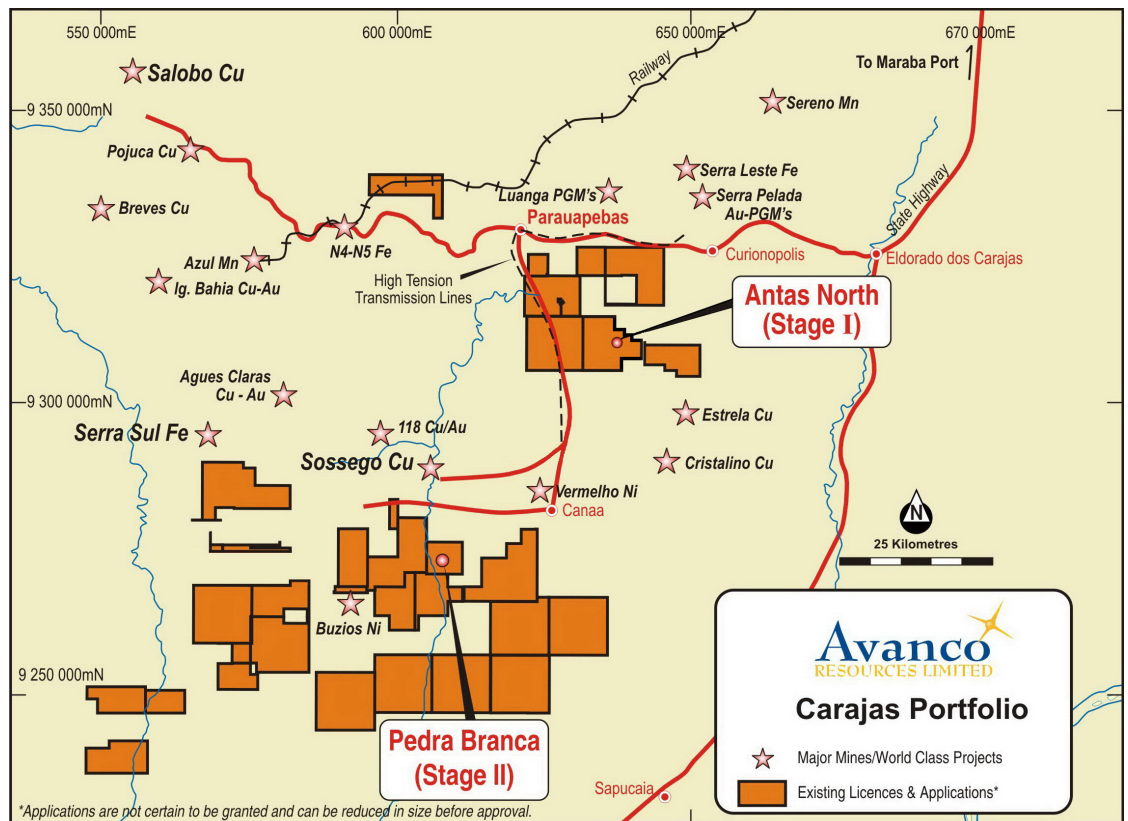 550 000mE
600 000mE
650 000mE
670 000mE
Railway
To Maraba Port
Salobo Cu
9 350 000mN
Sereno Mn
Pojuca Cu
Serra Leste Fe
Luanga PGM's
Serra Pelada
Au-PGM's
State Highway
Breves Cu
Parauapebas
N4-N5 Fe
Curionopolis
Eldorado dos Carajas
Azul Mn
Ig. Bahia Cu-Au
High Tension
Transmission Lines
Antas North
(Stage I)
Agues Claras
Cu - Au
9 300 000mN
Estrela Cu
Serra Sul Fe
118 Cu/Au
Sossego Cu
Cristalino Cu
Vermelho Ni
Canaa
N
25 Kilometres
Buzios Ni
9 250 000mN
Pedra Branca
(Stage II)
Sapucaia
Avanco
RESOURCES LIMITED
Carajas Portfolio
Major Mines/World Class Projects
Existing Licences & Applications*
*Applications are not certain to be granted and can be reduced in size before approval.